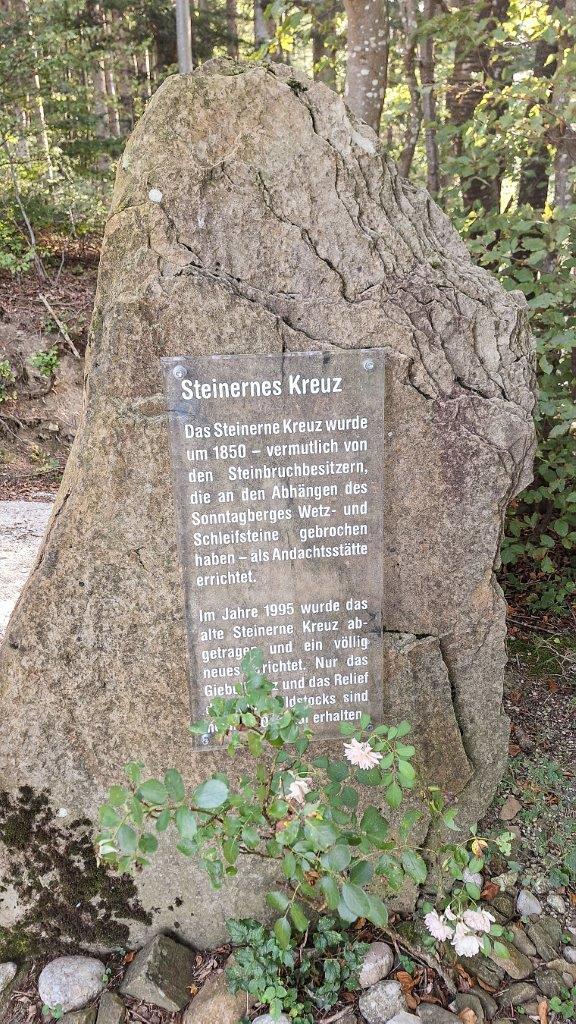 Steinernes Kreuz
Das Steinerne Kreuz wurde
um 1850 – vermutlich von
den Steinbruchbesitzern,
die an den Abhängen des
Sonntagberges Wetz- und
Schleifsteine gebrochen
haben – als Andachtsstätte
errichtet.
Im Jahre 1995 wurde das
alte Steinerne Kreuz ab-
getragen und ein völlig
neues errichtet. Nur das
und das Relief
sind
erhalten.